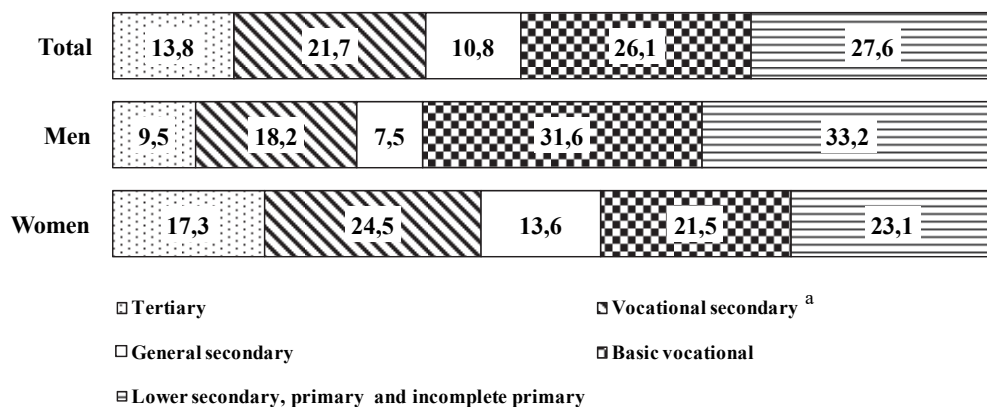 Total 13,8 21,7 10,8 26,1 27,6
Men 9,5 18,2 7,5 31,6 33,2
Women 17,3 24,5 13,6 21,5 23,1
Tertiary Vocational secondary a
General secondary Basic vocational
Lower secondary, primary and incomplete primary